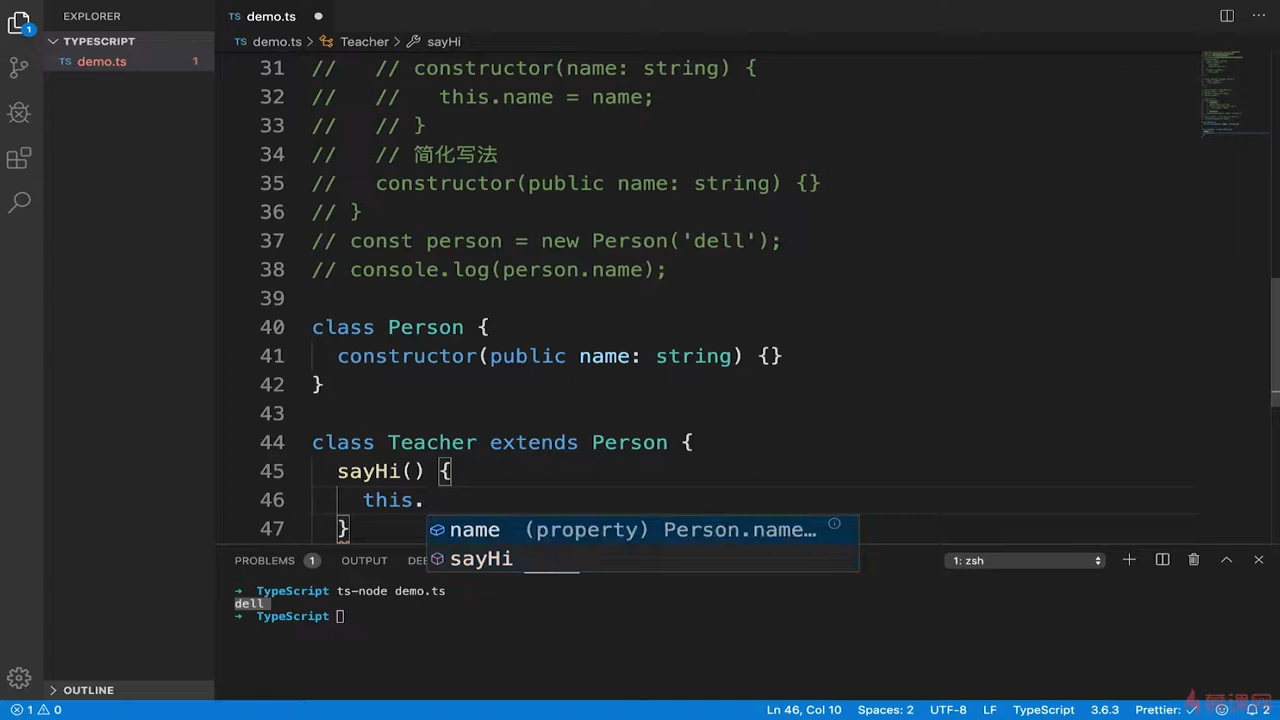 EXPLORER
TS demo.ts
TYPESCRIPT
TS demo.ts > Teacher > sayHi
TS demo.ts 1
1
31 // // constructor(name: string) {
32 // // this.name = name;
33 // // }
34 // // 简化写法
35 // constructor(public name: string) {}
36 // }
37 // const person = new Person('dell');
38 // console.log(person.name);
39
40 class Person {
41 constructor(public name: string) {}
42 }
43
44 class Teacher extends Person {
45 sayHi() {
46 this.
47 }
name (property) Person.name…
sayHi
PROBLEMS 1 OUTPUT 1: zsh
➜ TypeScript ts-node demo.ts
dell
➜ TypeScript
OUTLINE
慕课网
1 0 Ln 46, Col 10 Spaces: 2 UTF-8 LF TypeScript 3.6.3 Prettier: ✓ 2